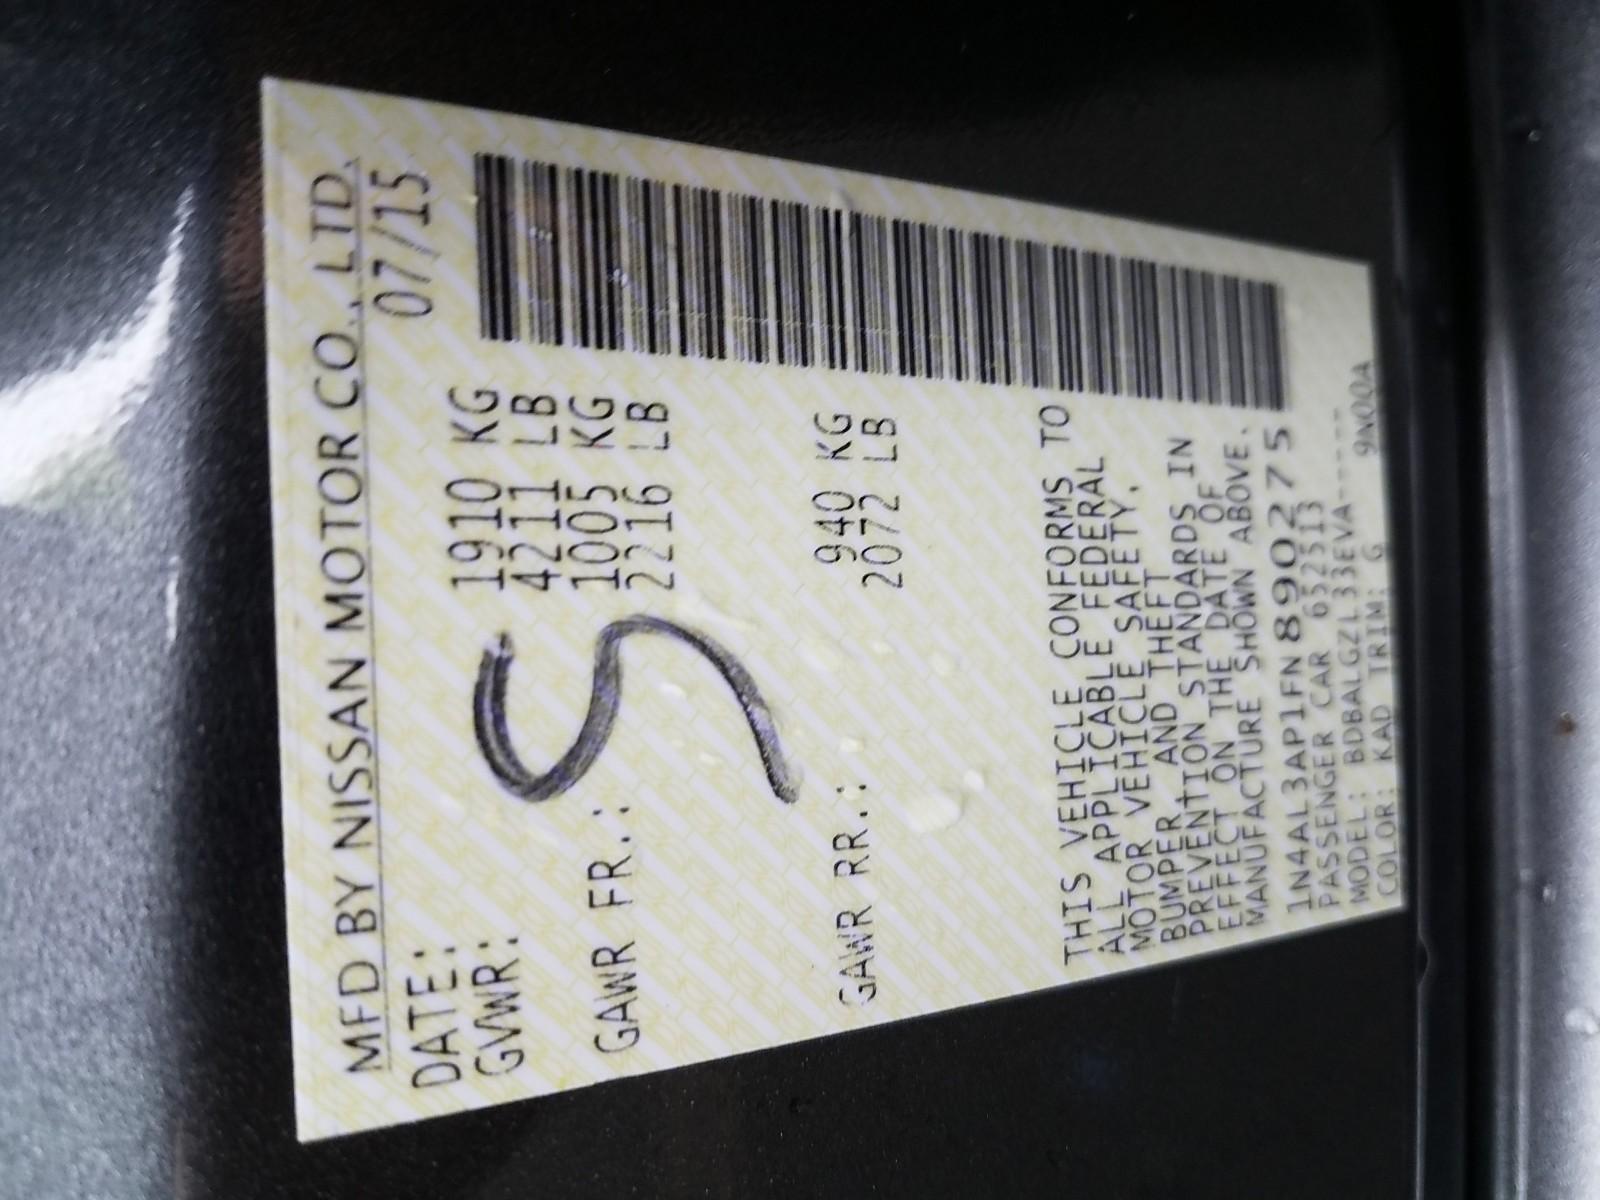 MFD BY NISSAN MOTOR CO., LTD.
DATE: 07/15
GVWR: 1910 KG
4211 LB
GAWR FR.: 1005 KG
2216 LB
S
GAWR RR.: 940 KG
2072 LB
THIS VEHICLE CONFORMS TO
ALL APPLICABLE FEDERAL
MOTOR VEHICLE SAFETY,
BUMPER AND THEFT
PREVENTION STANDARDS IN
EFFECT ON THE DATE OF
MANUFACTURE SHOWN ABOVE.
1N4AL3AP1FN890275
PASSENGER CAR 652513
MODEL: BDBALGZL33EVA-----
COLOR: KAD TRIM: G 9N00A